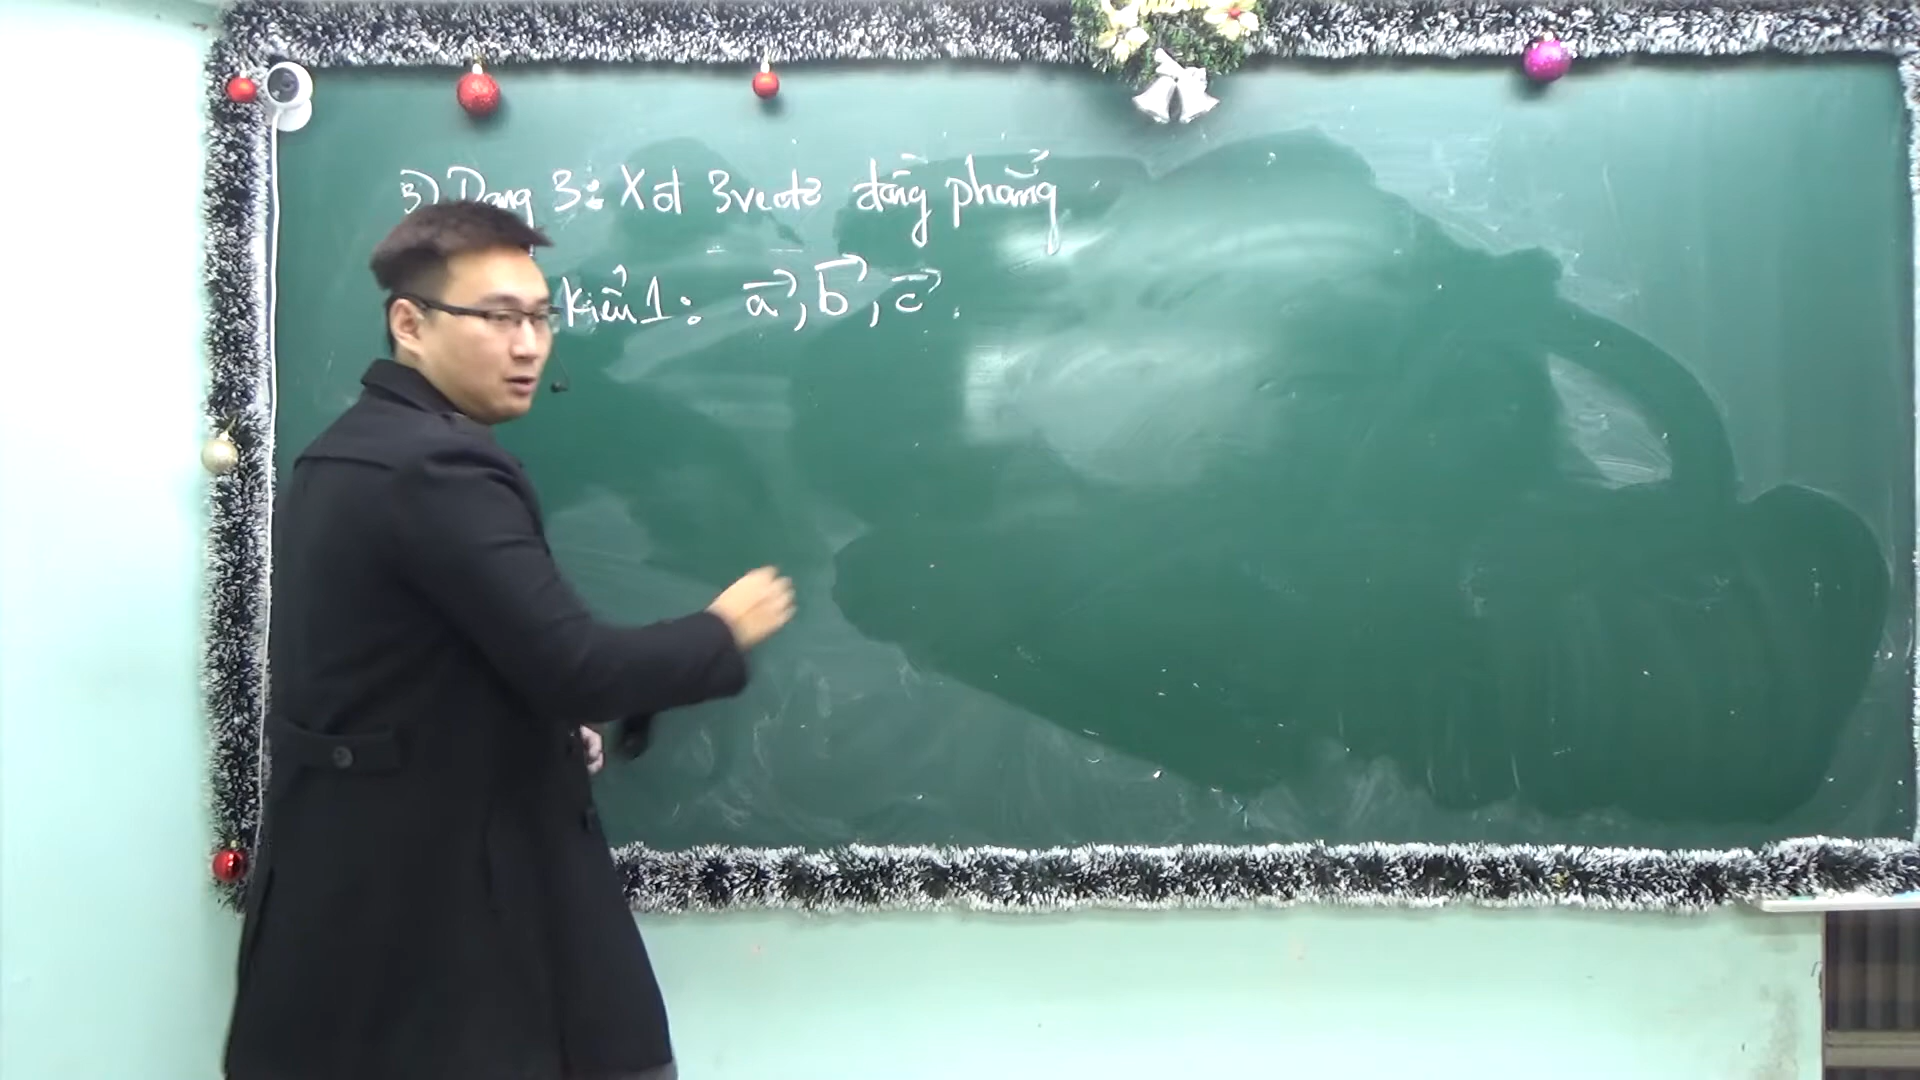 3) Dạng 3: Xét 3 vectơ đồng phẳng
Kiểu 1: a⃗, b⃗, c⃗.